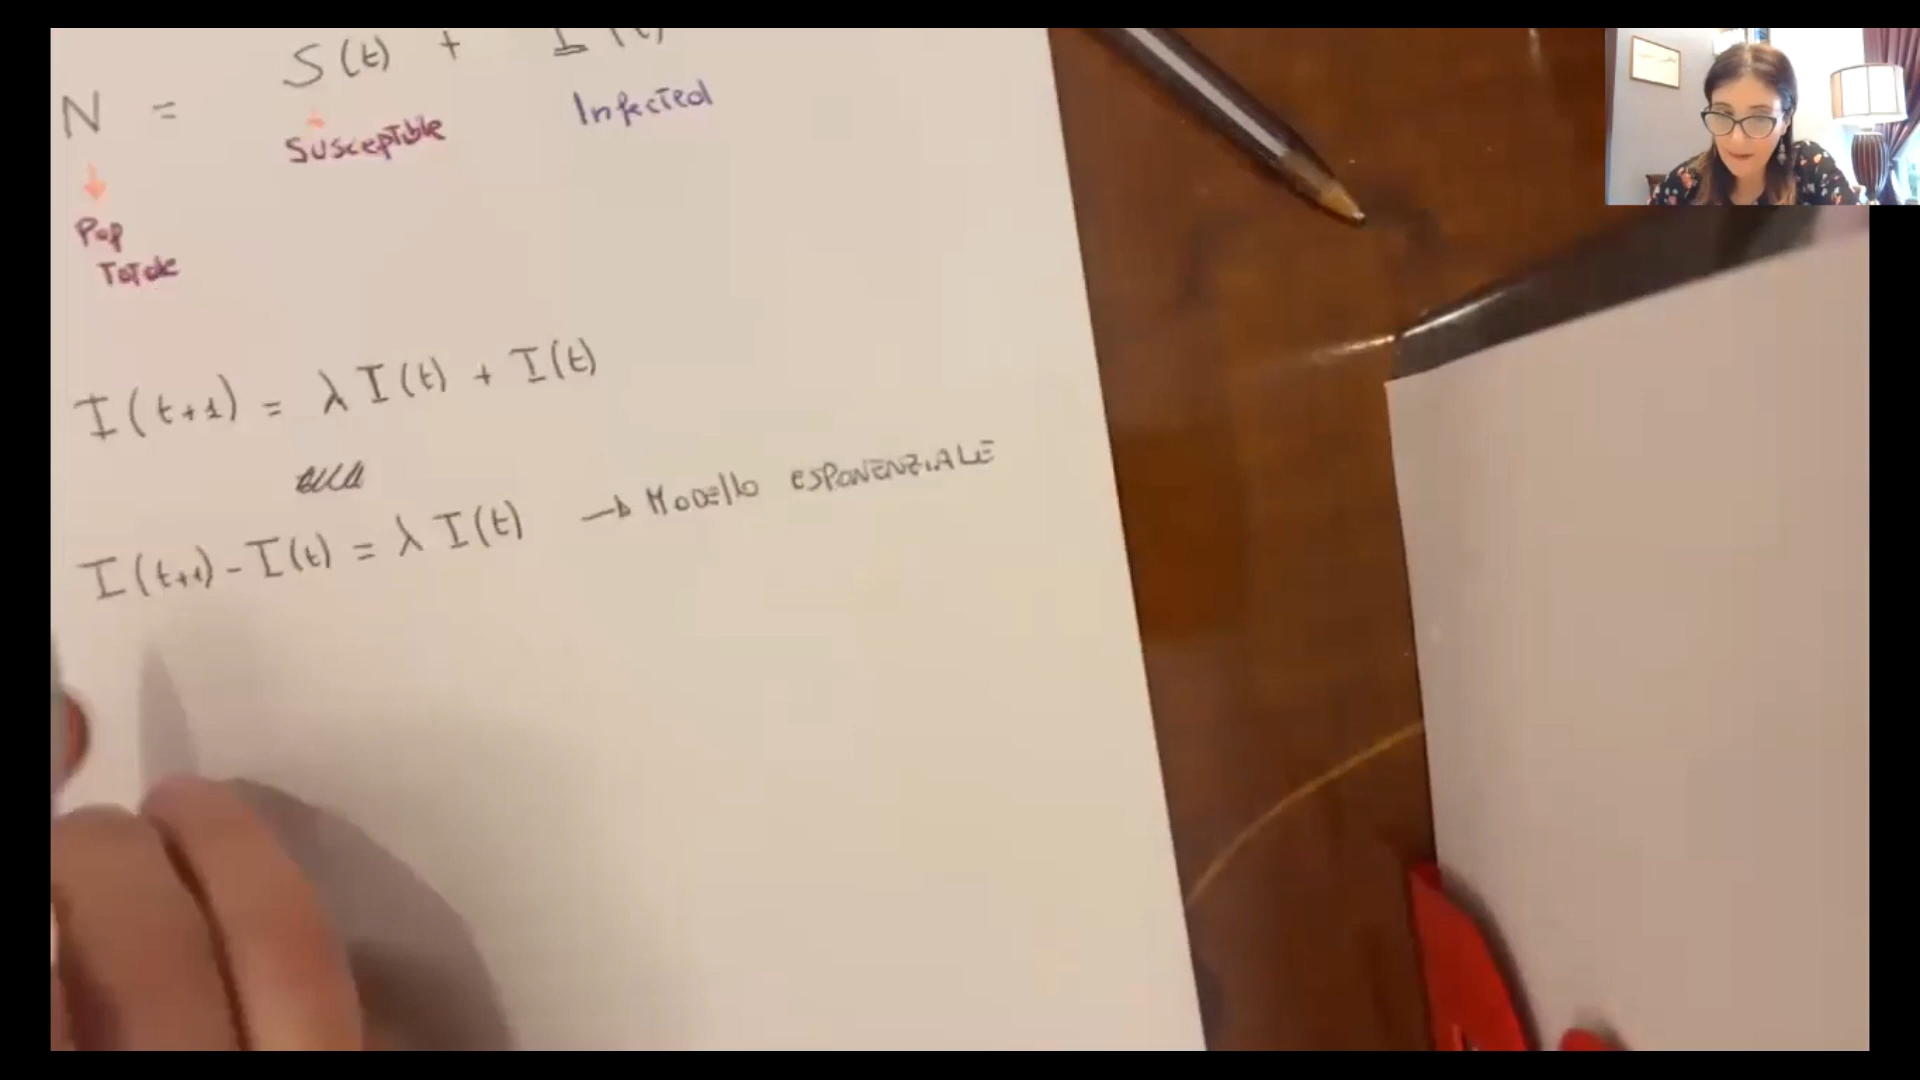 N = S(t) + I(t)
Susceptible Infected
Pop
Totale
I(t+1) = λ I(t) + I(t)
I(t+1) - I(t) = λ I(t) → Modello esponenziale